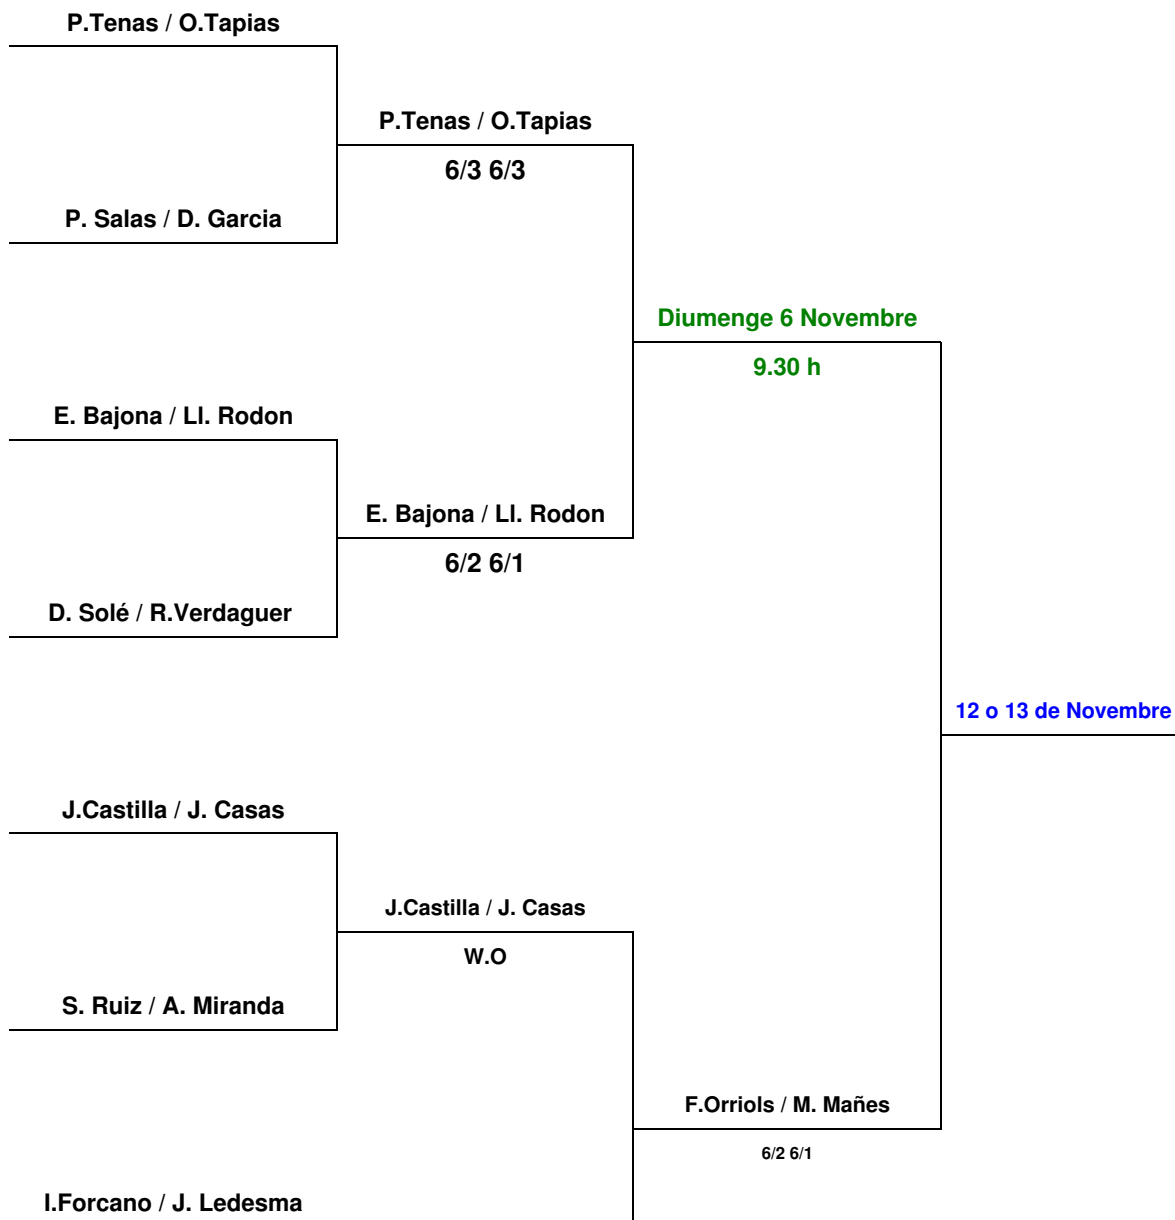 P.Tenas / O.Tapias
P.Tenas / O.Tapias
6/3 6/3
P. Salas / D. Garcia
Diumenge 6 Novembre
9.30 h
E. Bajona / Ll. Rodon
E. Bajona / Ll. Rodon
6/2 6/1
D. Solé / R.Verdaguer
12 o 13 de Novembre
J.Castilla / J. Casas
J.Castilla / J. Casas
W.O
S. Ruiz / A. Miranda
F.Orriols / M. Mañes
6/2 6/1
I.Forcano / J. Ledesma